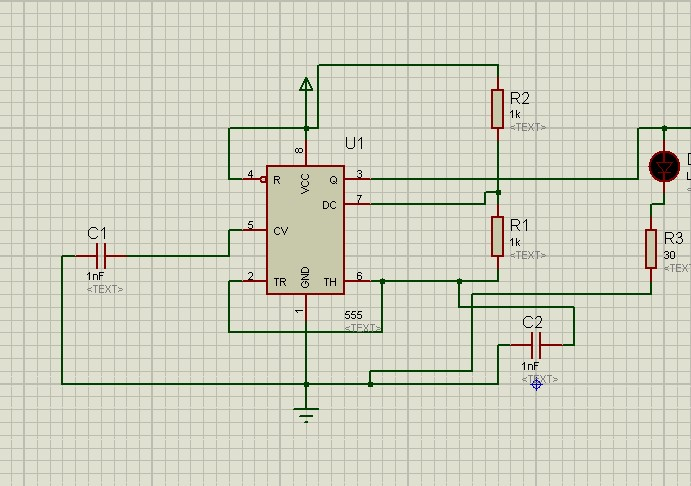 R2
1k
<TEXT>
U1
8
VCC
4
R
Q
3
DC
7
C1
1nF
<TEXT>
5
CV
R1
1k
<TEXT>
2
TR
GND
TH
6
1
555
<TEXT>
R3
30
C2
1nF
<TEXT>